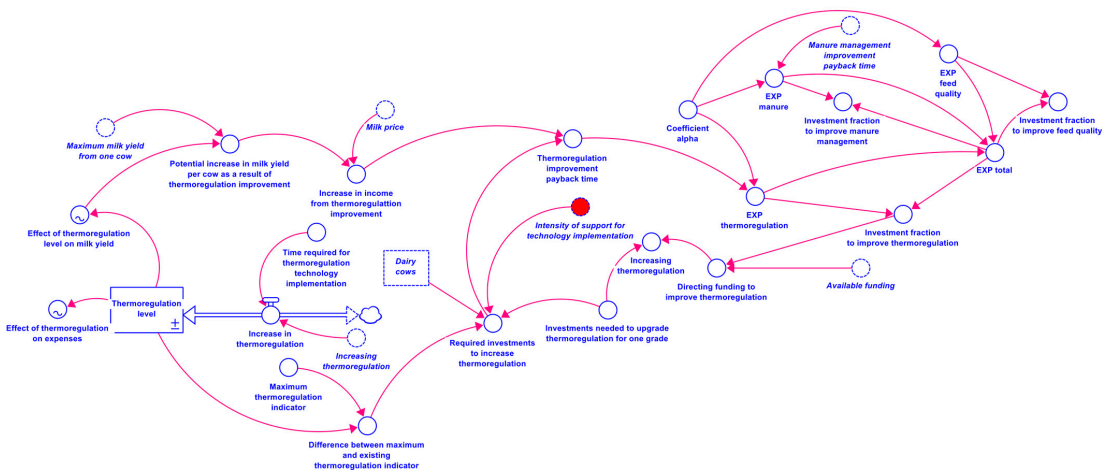 Manure management
improvement
payback time
EXP
feed
quality
EXP
manure
Maximum milk yield
from one cow
Milk price
Coefficient
alpha
Investment fraction
to improve manure
management
Investment fraction
to improve feed quality
Potential increase in milk yield
per cow as a result of
thermoregulation improvement
Thermoregulation
improvement
payback time
EXP total
Increase in income
from thermoregulattion
improvement
EXP
thermoregulation
Effect of thermoregulation
level on milk yield
Intensity of support for
technology implementation
Investment fraction
to improve thermoregulation
Time required for
thermoregulation
technology
implementation
Dairy
cows
Increasing
thermoregulation
Directing funding to
improve thermoregulation
Available funding
Thermoregulation
level
±
Effect of thermoregulation
on expenses
Increase in
thermoregulation
Increasing
thermoregulation
Required investments
to increase
thermoregulation
Investments needed to upgrade
thermoregulation for one grade
Maximum
thermoregulation
indicator
Difference between maximum
and existing
thermoregulation indicator